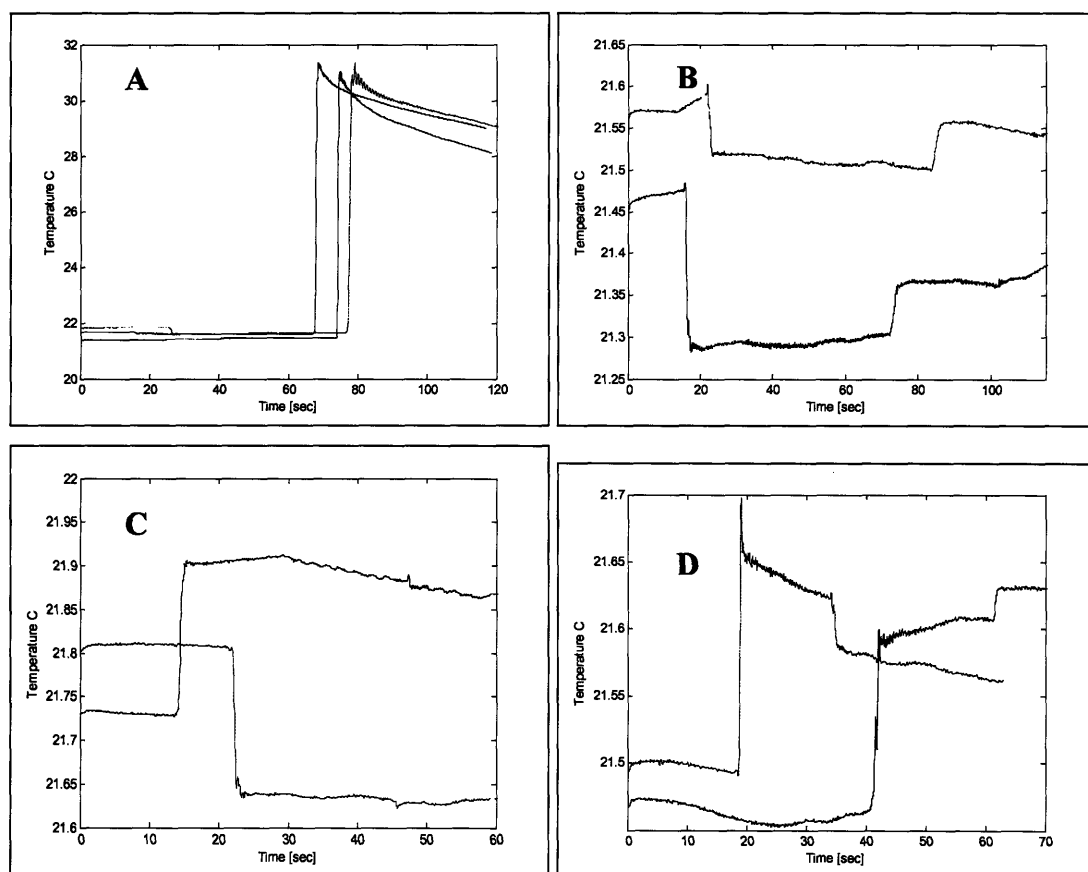 A
32
30
28
26
24
22
20
Temperature C
0 20 40 60 80 100 120
Time [sec]
B
21.65
21.6
21.55
21.5
21.45
21.4
21.35
21.3
21.25
Temperature C
0 20 40 60 80 100
Time [sec]
C
22
21.95
21.9
21.85
21.8
21.75
21.7
21.65
21.6
Temperature C
0 10 20 30 40 50 60
Time [sec]
D
21.7
21.65
21.6
21.55
21.5
Temperature C
0 10 20 30 40 50 60 70
Time [sec]